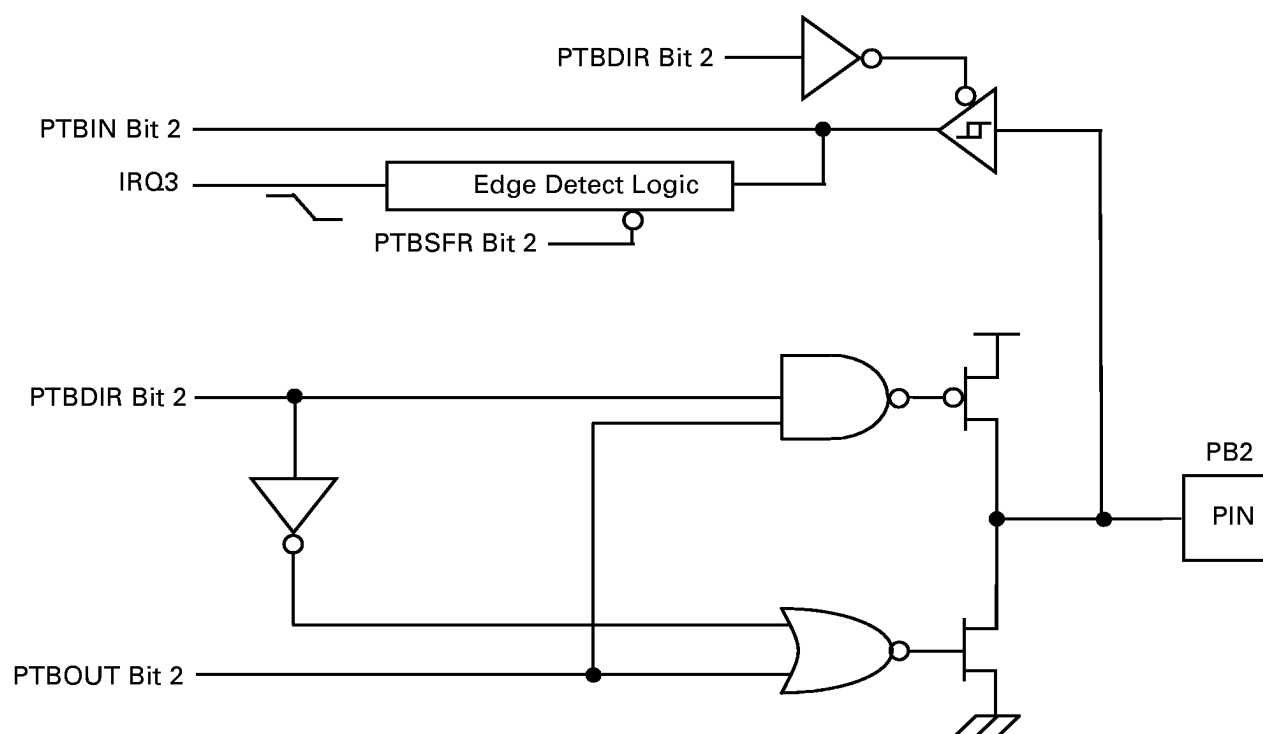 PTBDIR Bit 2
PTBIN Bit 2
IRQ3
Edge Detect Logic
PTBSFR Bit 2
PTBDIR Bit 2
PB2
PIN
PTBOUT Bit 2